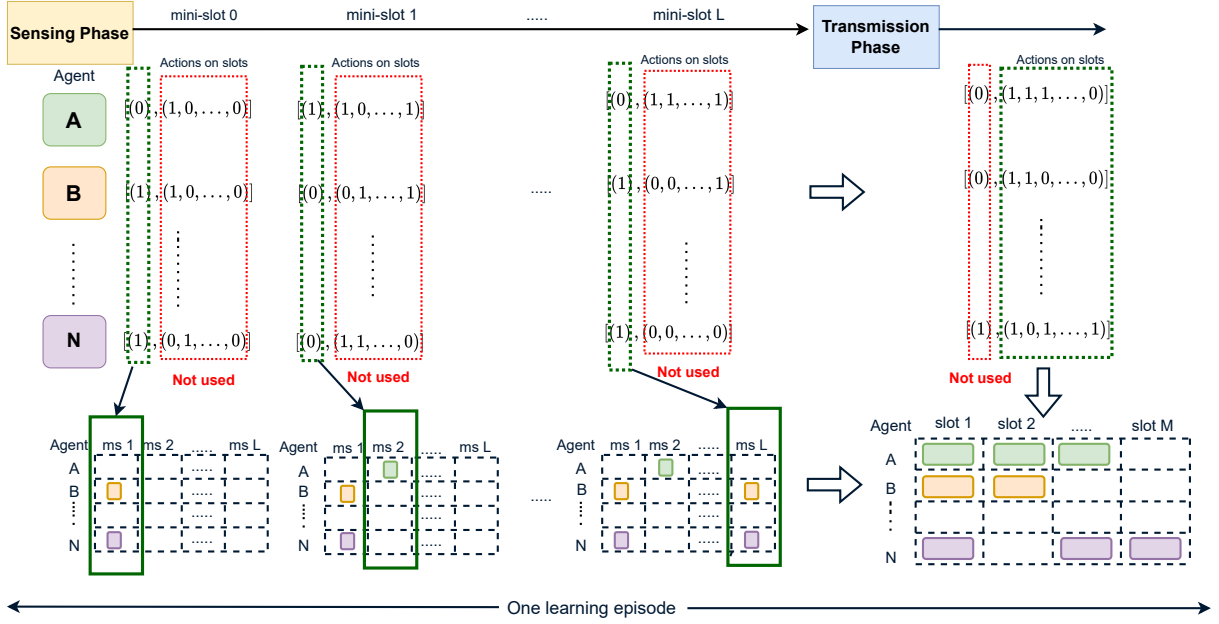 Sensing Phase
mini-slot 0
mini-slot 1
.....
mini-slot L
Transmission
Phase
Agent
Actions on slots
Actions on slots
Actions on slots
Actions on slots
A
[(0), (1, 0, . . . , 0)]
[(1), (1, 0, . . . , 1)]
[(0), (1, 1, . . . , 1)]
[(0), (1, 1, 1, . . . , 0)]
B
[(1), (1, 0, . . . , 0)]
[(0), (0, 1, . . . , 1)]
.....
[(1), (0, 0, . . . , 1)]
[(0), (1, 1, 0, . . . , 0)]
N
[(1), (0, 1, . . . , 0)]
[(0), (1, 1, . . . , 0)]
[(1), (0, 0, . . . , 0)]
[(1), (1, 0, 1, . . . , 1)]
Not used
Not used
Not used
Not used
Agent ms 1 ms 2 ..... ms L
A .....
B .....
.....
N .....
Agent ms 1 ms 2 ..... ms L
A .....
B .....
.....
N .....
.....
Agent ms 1 ms 2 ..... ms L
A .....
B .....
.....
N .....
Agent slot 1 slot 2 ..... slot M
A
B
N
One learning episode